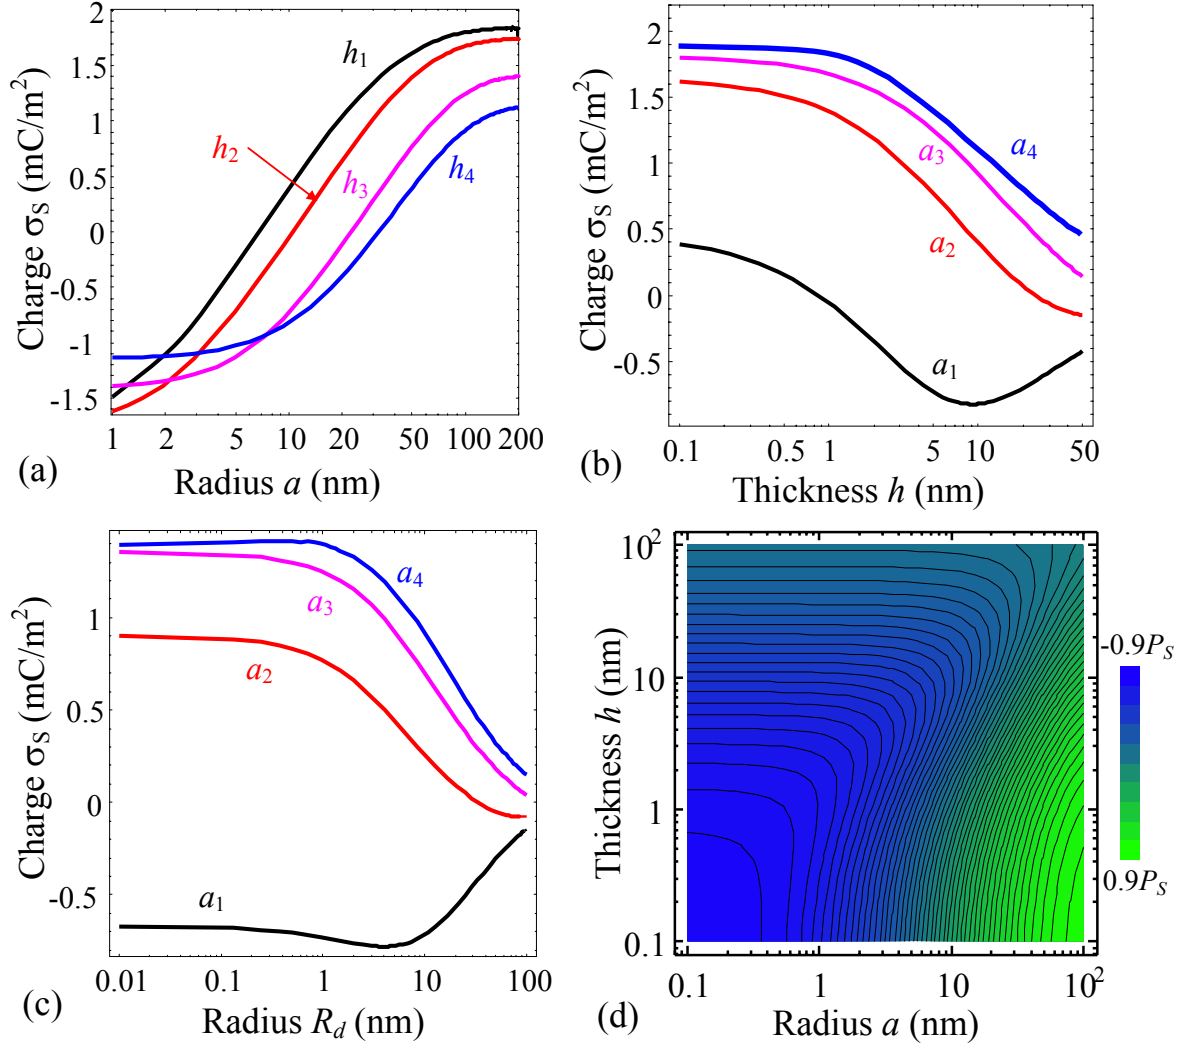 2
1.5
1
0.5
0
-0.5
-1
-1.5
Charge σS (mC/m²)
h1
h2
h3
h4
1 2 5 10 20 50 100 200
Radius a (nm)
(a)
2
1.5
1
0.5
0
-0.5
Charge σS (mC/m²)
a4
a3
a2
a1
0.1 0.5 1 5 10 50
Thickness h (nm)
(b)
1
0.5
0
-0.5
Charge σS (mC/m²)
a4
a3
a2
a1
0.01 0.1 1 10 100
Radius Rd (nm)
(c)
10²
10
1
0.1
Thickness h (nm)
0.1 1 10 10²
Radius a (nm)
(d)
-0.9PS
0.9PS